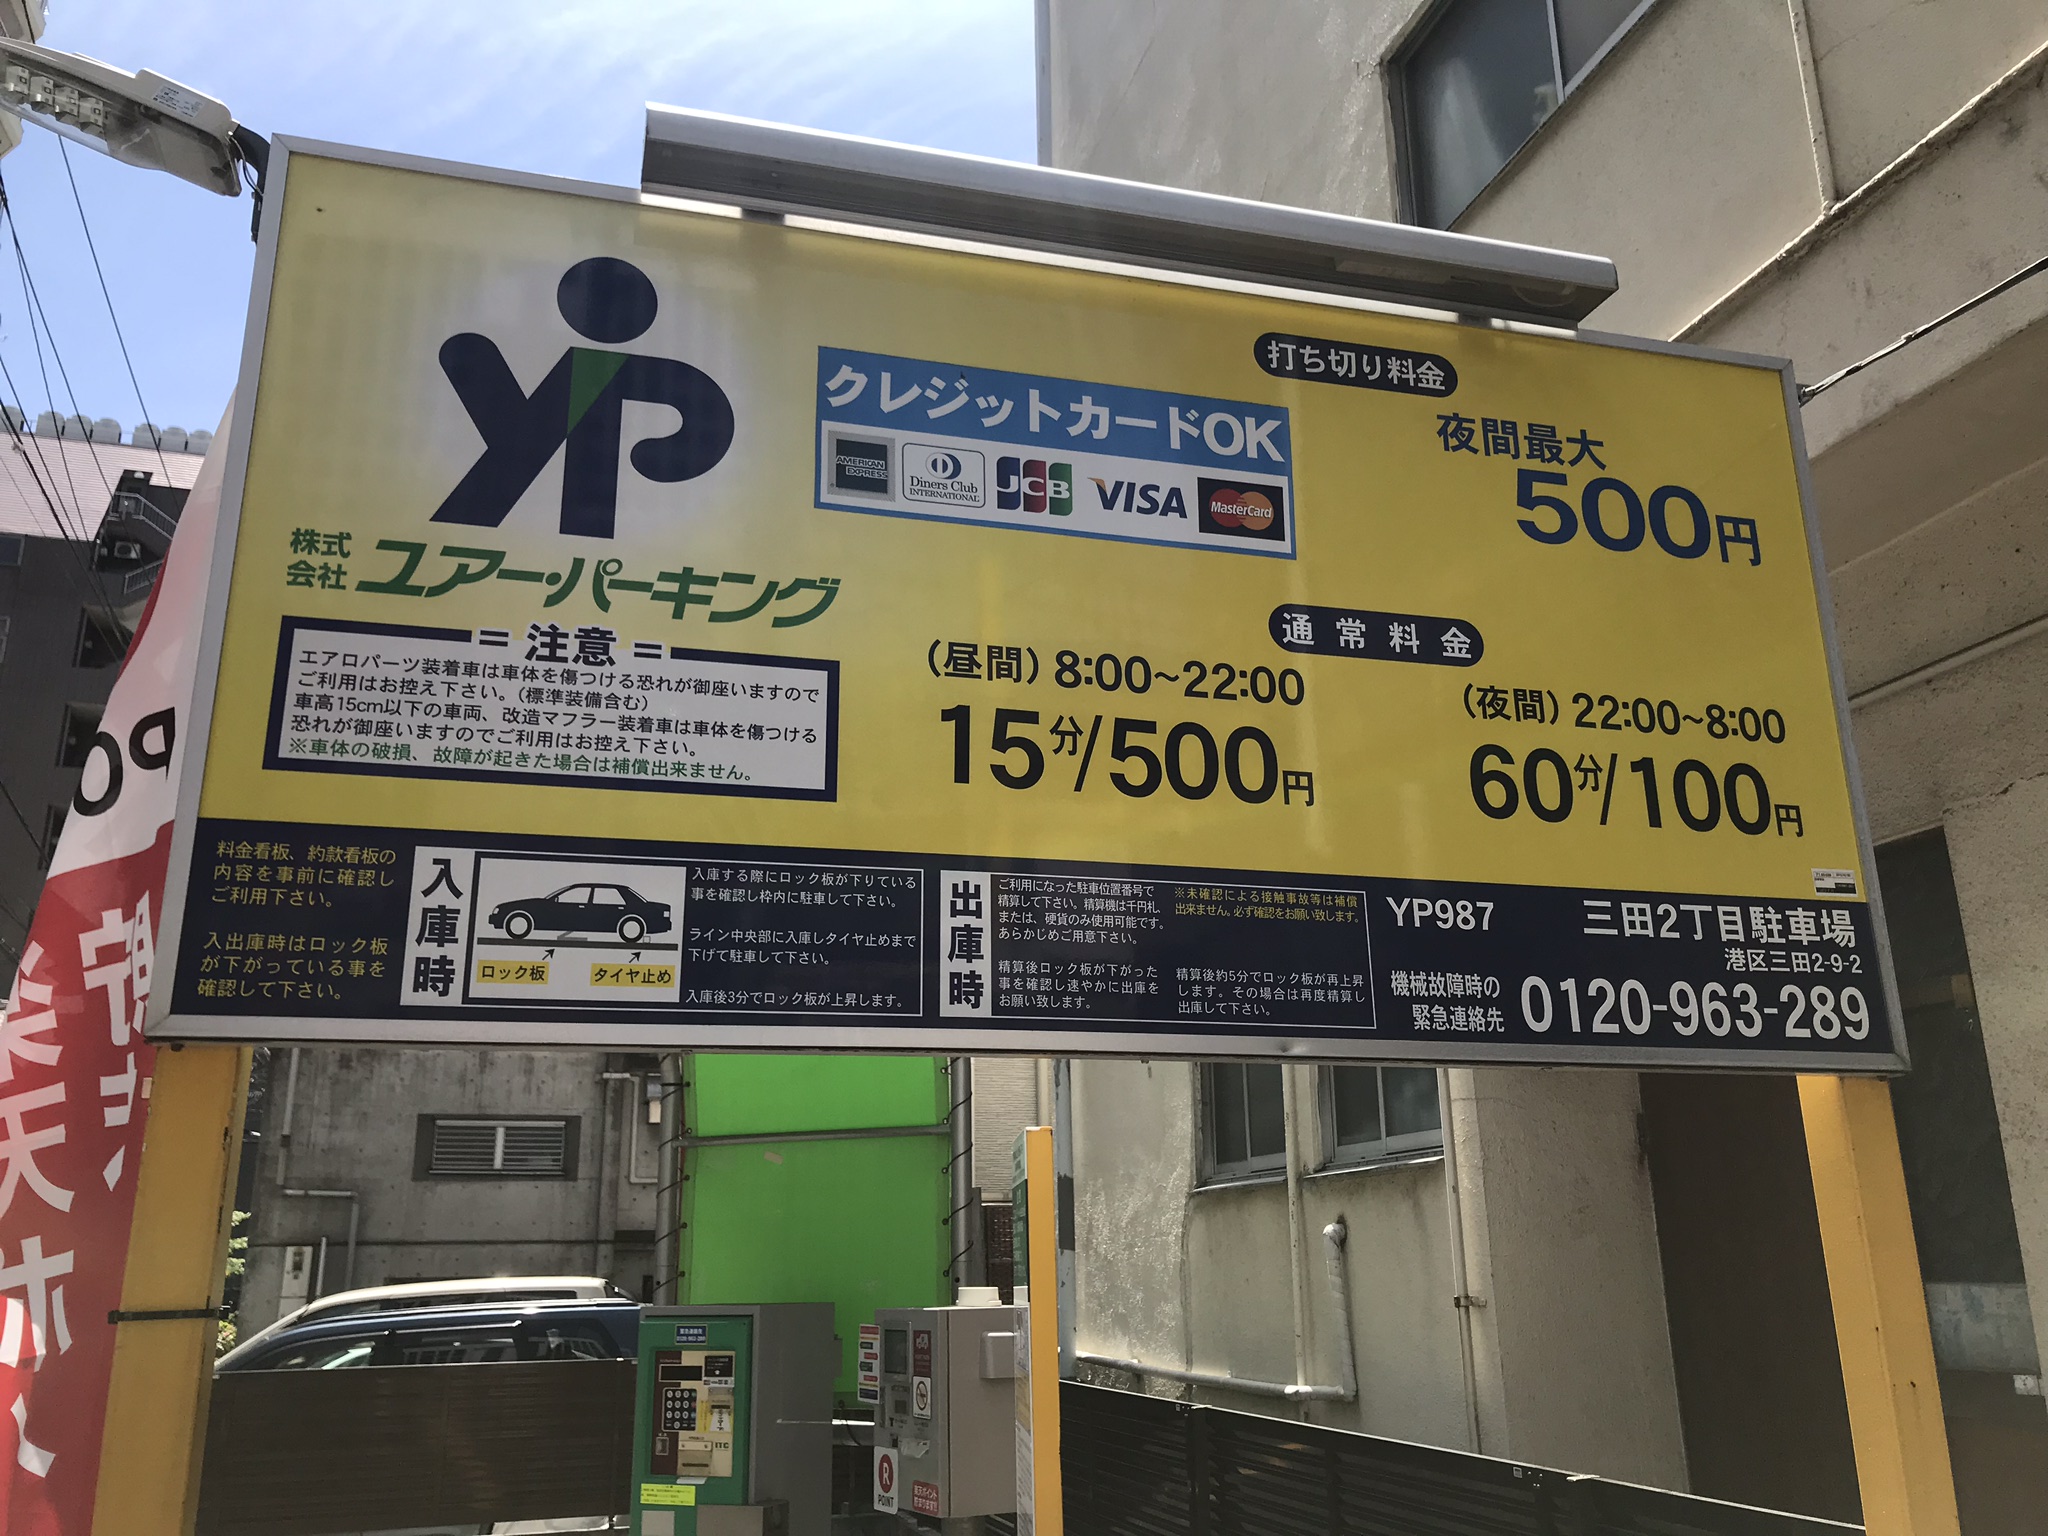 YP
株式
会社
ユアー・パーキング
クレジットカードOK
AMERICAN
EXPRESS
Diners Club
INTERNATIONAL
JCB
VISA
MasterCard
打ち切り料金
夜間最大
500円
通常料金
(昼間) 8:00~22:00
15分/500円
(夜間) 22:00~8:00
60分/100円
= 注意 =
エアロパーツ装着車は車体を傷つける恐れが御座いますので
ご利用はお控え下さい。(標準装備含む)
車高15cm以下の車両、改造マフラー装着車は車体を傷つける
恐れが御座いますのでご利用はお控え下さい。
※車体の破損、故障が起きた場合は補償出来ません。
料金看板、約款看板の
内容を事前に確認し
ご利用下さい。
入出庫時はロック板
が下がっている事を
確認して下さい。
入庫時
ロック板
タイヤ止め
入庫する際にロック板が下りている
事を確認し枠内に駐車して下さい。
ライン中央部に入庫しタイヤ止めまで
下げて駐車して下さい。
入庫後3分でロック板が上昇します。
出庫時
ご利用になった駐車位置番号で
精算して下さい。精算機は千円札、
または、硬貨のみ使用可能です。
あらかじめご用意下さい。
精算後ロック板が下がった
事を確認し速やかに出庫を
お願い致します。
※未確認による接触事故等は補償
出来ません。必ず確認をお願い致します。
精算後約5分でロック板が再上昇
します。その場合は再度精算し
出庫して下さい。
YP987
三田2丁目駐車場
港区三田2-9-2
機械故障時の
緊急連絡先
0120-963-289
緊急連絡先
0120-963-289
ITC
R
POINT
楽天ポイント